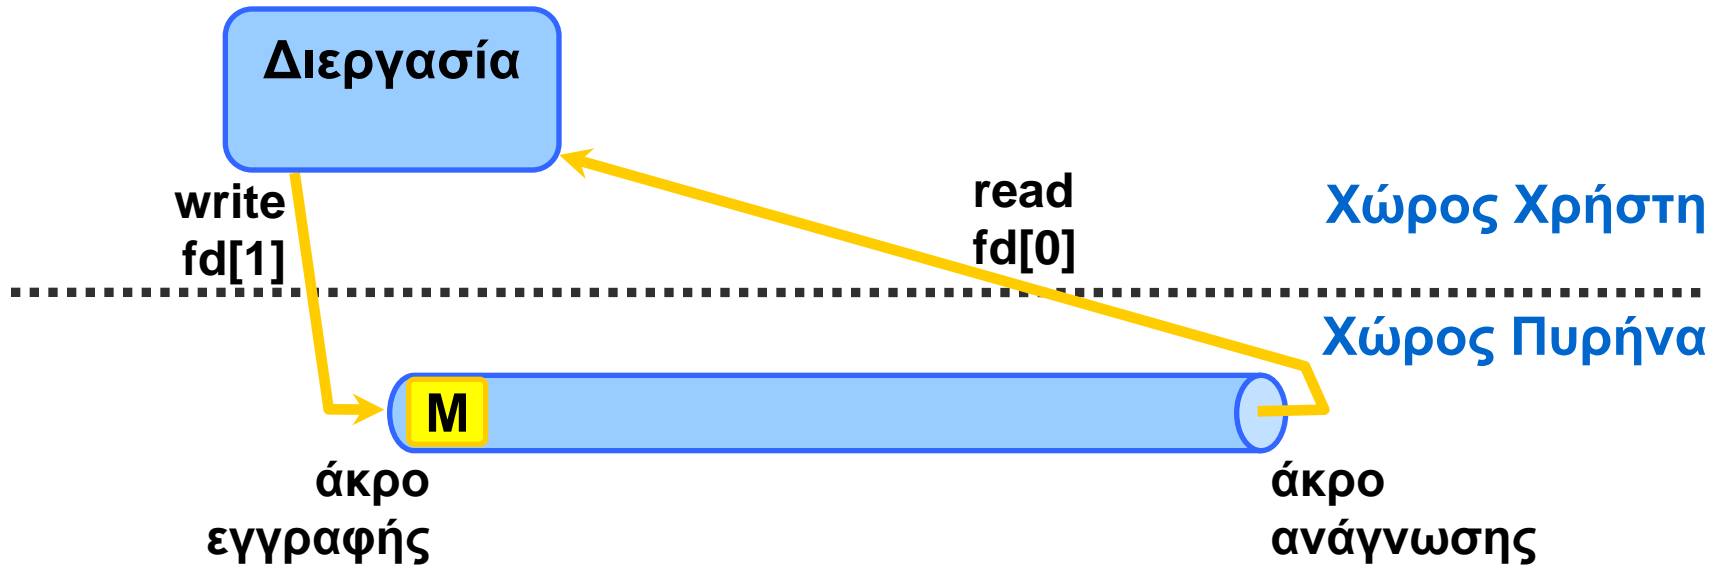 Διεργασία
write
fd[1]
read
fd[0]
Χώρος Χρήστη
Χώρος Πυρήνα
M
άκρο
εγγραφής
άκρο
ανάγνωσης